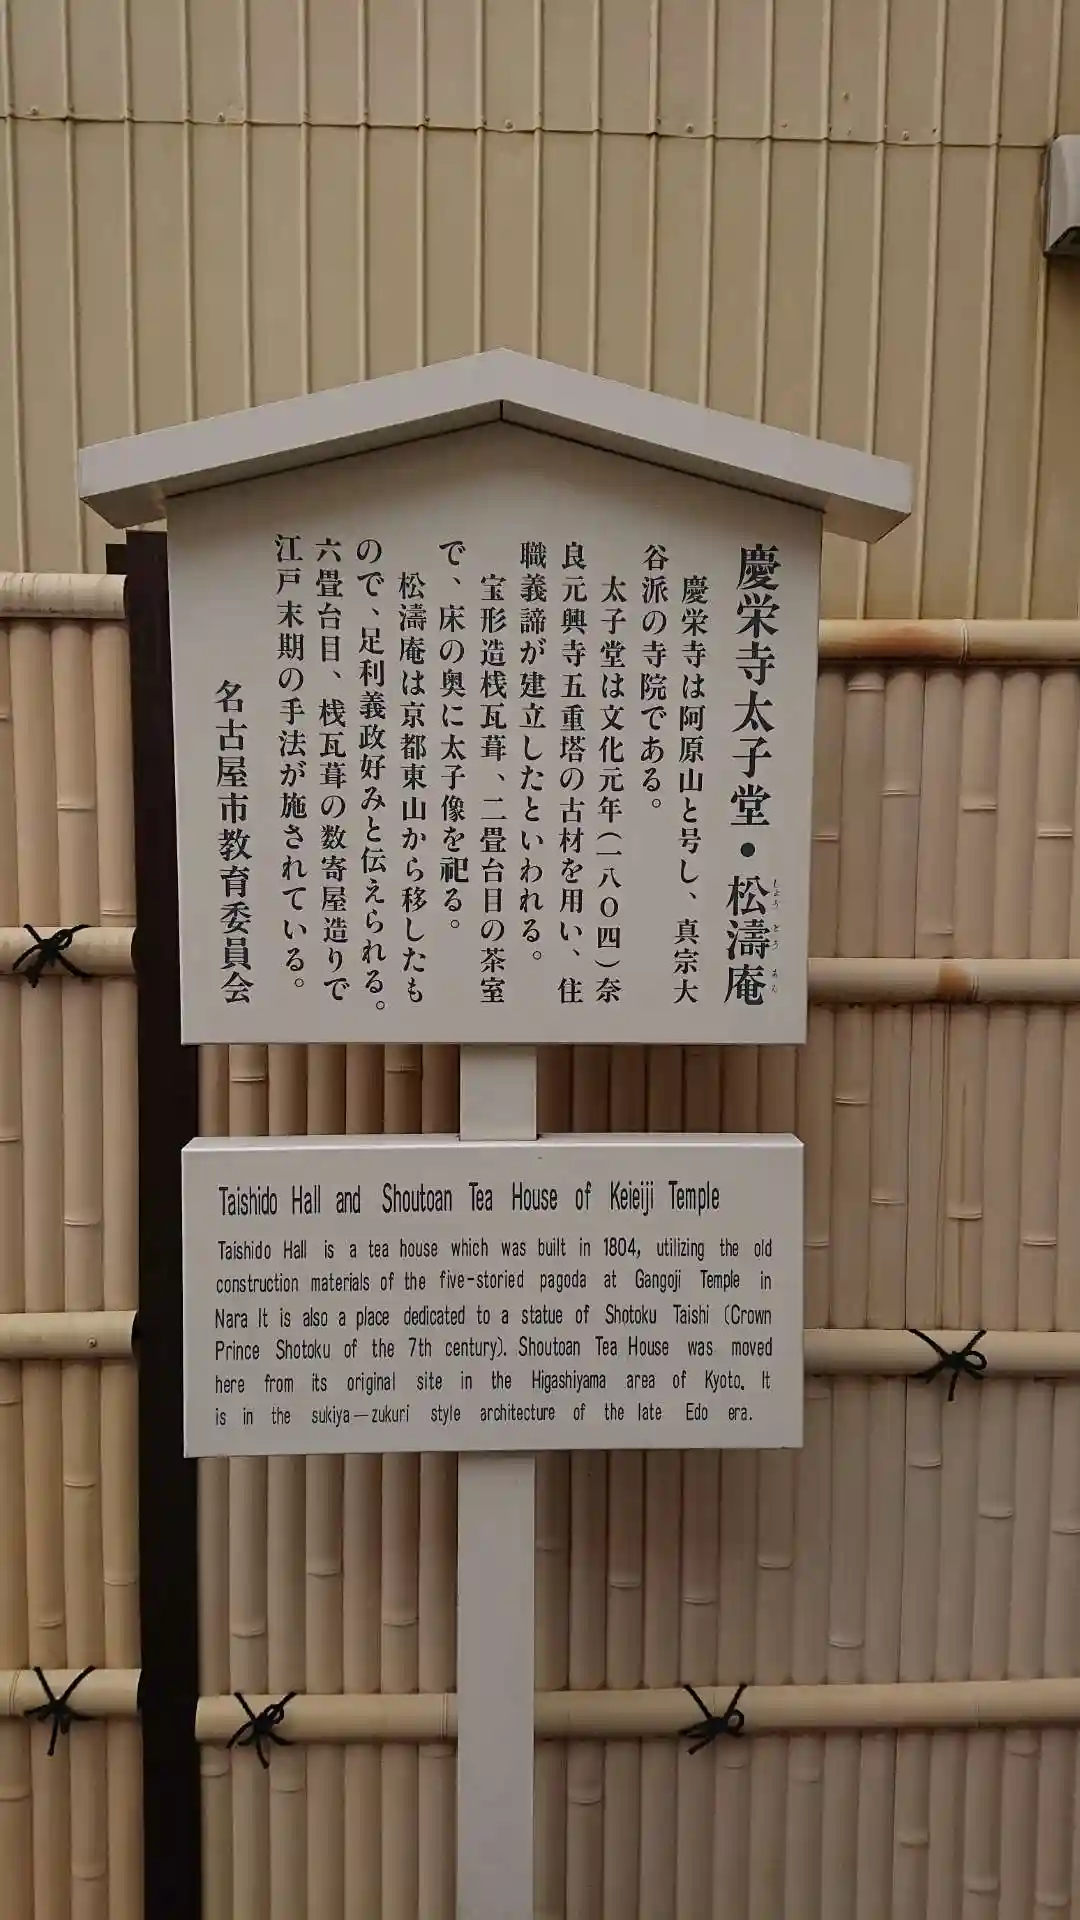 慶栄寺太子堂・松濤庵
しょう とう あん
慶栄寺は阿原山と号し、真宗大
谷派の寺院である。
太子堂は文化元年(一八〇四)奈
良元興寺五重塔の古材を用い、住
職義諦が建立したといわれる。
宝形造桟瓦葺、二畳台目の茶室
で、床の奥に太子像を祀る。
松濤庵は京都東山から移したも
ので、足利義政好みと伝えられる。
六畳台目、桟瓦葺の数寄屋造りで
江戸末期の手法が施されている。
名古屋市教育委員会
Taishido Hall and Shoutoan Tea House of Keieiji Temple
Taishido Hall is a tea house which was built in 1804, utilizing the old
construction materials of the five-storied pagoda at Gangoji Temple in
Nara It is also a place dedicated to a statue of Shotoku Taishi (Crown
Prince Shotoku of the 7th century). Shoutoan Tea House was moved
here from its original site in the Higashiyama area of Kyoto. It
is in the sukiya—zukuri style architecture of the late Edo era.